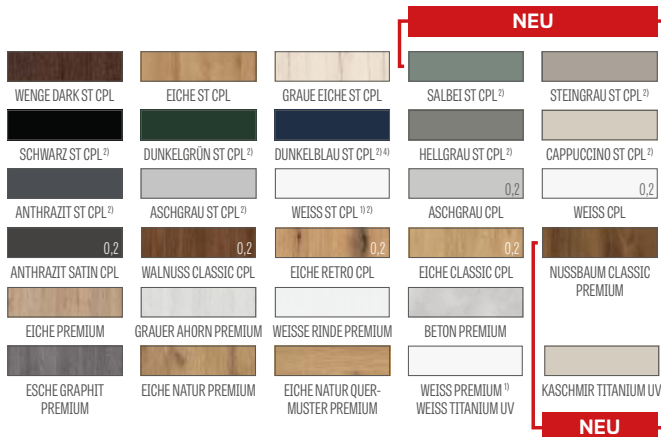 NEU
WENGE DARK ST CPL
EICHE ST CPL
GRAUE EICHE ST CPL
SALBEI ST CPL 2)
STEINGRAU ST CPL 2)
SCHWARZ ST CPL 2)
DUNKELGRÜN ST CPL 2)
DUNKELBLAU ST CPL 2) 4)
HELLGRAU ST CPL 2)
CAPPUCCINO ST CPL 2)
0,2
0,2
ANTHRAZIT ST CPL 2)
ASCHGRAU ST CPL 2)
WEISS ST CPL 1) 2)
ASCHGRAU CPL
WEISS CPL
0,2
0,2
0,2
0,2
ANTHRAZIT SATIN CPL
WALNUSS CLASSIC CPL
EICHE RETRO CPL
EICHE CLASSIC CPL
NUSSBAUM CLASSIC
PREMIUM
EICHE PREMIUM
GRAUER AHORN PREMIUM
WEISSE RINDE PREMIUM
BETON PREMIUM
ESCHE GRAPHIT
PREMIUM
EICHE NATUR PREMIUM
EICHE NATUR QUER-
MUSTER PREMIUM
WEISS PREMIUM 1)
WEISS TITANIUM UV
KASCHMIR TITANIUM UV
NEU